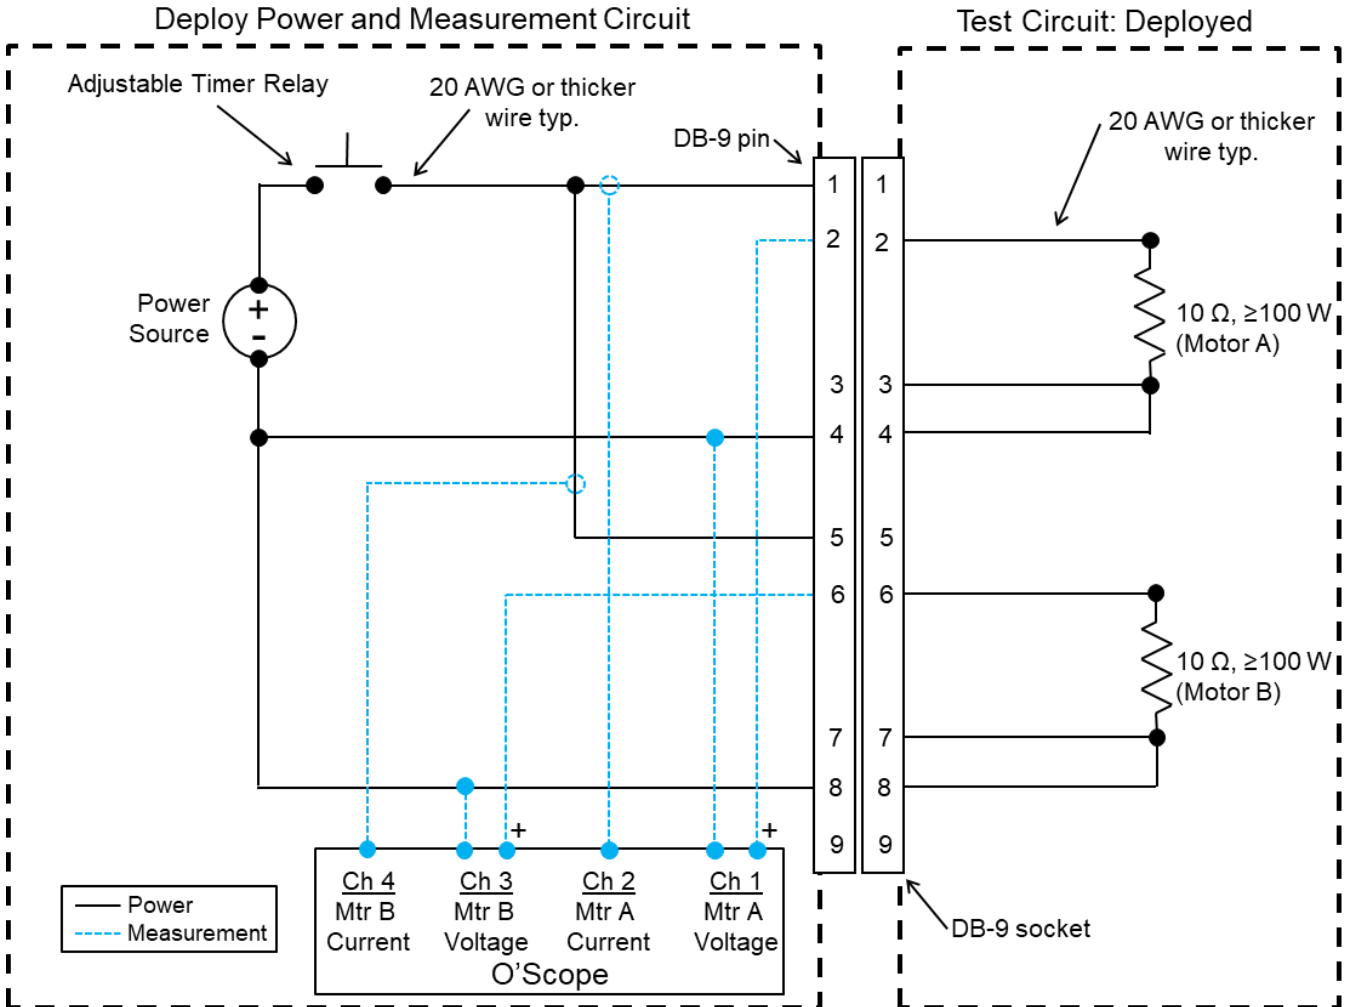 Deploy Power and Measurement Circuit
Test Circuit: Deployed
Adjustable Timer Relay
20 AWG or thicker
wire typ.
DB-9 pin
20 AWG or thicker
wire typ.
1
1
2
2
+
-
Power
Source
10 Ω, ≥100 W
(Motor A)
3
3
4
4
5
5
6
6
10 Ω, ≥100 W
(Motor B)
7
7
8
8
+
+
9
9
Ch 4
Mtr B
Current
Ch 3
Mtr B
Voltage
Ch 2
Mtr A
Current
Ch 1
Mtr A
Voltage
O'Scope
Power
Measurement
DB-9 socket